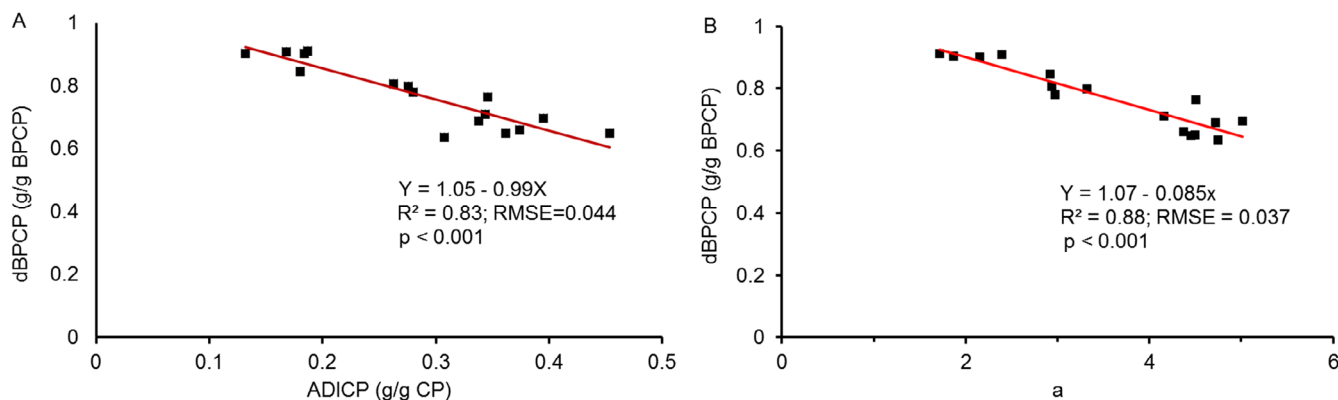 A
dBPCP (g/g BPCP)
1
0.8
0.6
0.4
0.2
0
0
0.1
0.2
0.3
0.4
0.5
ADICP (g/g CP)
Y = 1.05 - 0.99X
R² = 0.83; RMSE=0.044
p < 0.001
B
dBPCP (g/g BPCP)
1
0.8
0.6
0.4
0.2
0
0
2
4
6
a
Y = 1.07 - 0.085x
R² = 0.88; RMSE = 0.037
p < 0.001